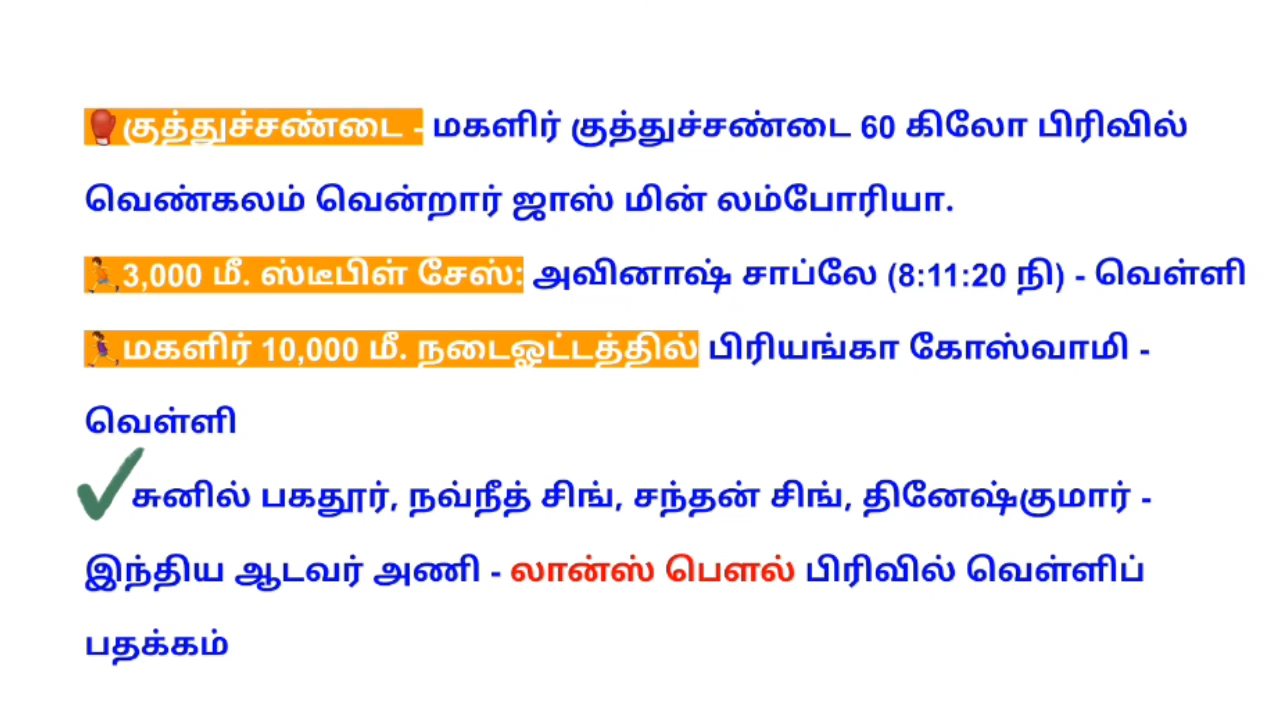 🥊குத்துச்சண்டை - மகளிர் குத்துச்சண்டை 60 கிலோ பிரிவில்
வெண்கலம் வென்றார் ஜாஸ் மின் லம்போரியா.
🏃3,000 மீ. ஸ்டீபிள் சேஸ்: அவினாஷ் சாப்லே (8:11:20 நி) - வெள்ளி
🏃‍♀️மகளிர் 10,000 மீ. நடைஓட்டத்தில் பிரியங்கா கோஸ்வாமி -
வெள்ளி
✔சுனில் பகதூர், நவ்நீத் சிங், சந்தன் சிங், தினேஷ்குமார் -
இந்திய ஆடவர் அணி - லான்ஸ் பௌல் பிரிவில் வெள்ளிப்
பதக்கம்